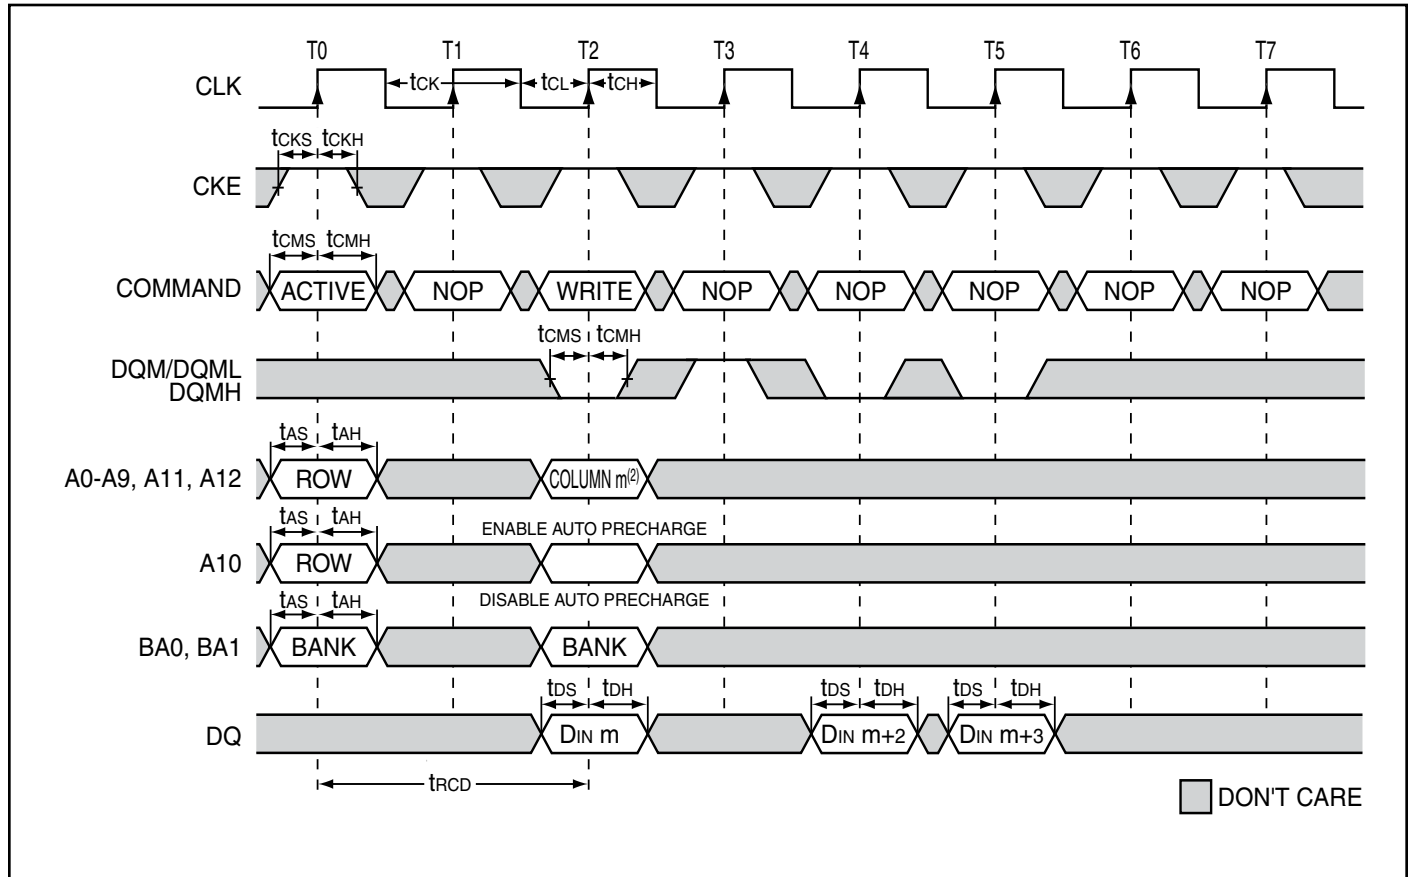 T0 T1 T2 T3 T4 T5 T6 T7
CLK tCK tCL tCH
tCKS tCKH
CKE
tCMS tCMH
COMMAND ACTIVE NOP WRITE NOP NOP NOP NOP NOP
tCMS tCMH
DQM/DQML
DQMH
tAS tAH
A0-A9, A11, A12 ROW COLUMN m(2)
tAS tAH ENABLE AUTO PRECHARGE
A10 ROW
tAS tAH DISABLE AUTO PRECHARGE
BA0, BA1 BANK BANK
tDS tDH tDS tDH tDS tDH
DQ DIN m DIN m+2 DIN m+3
tRCD
DON'T CARE